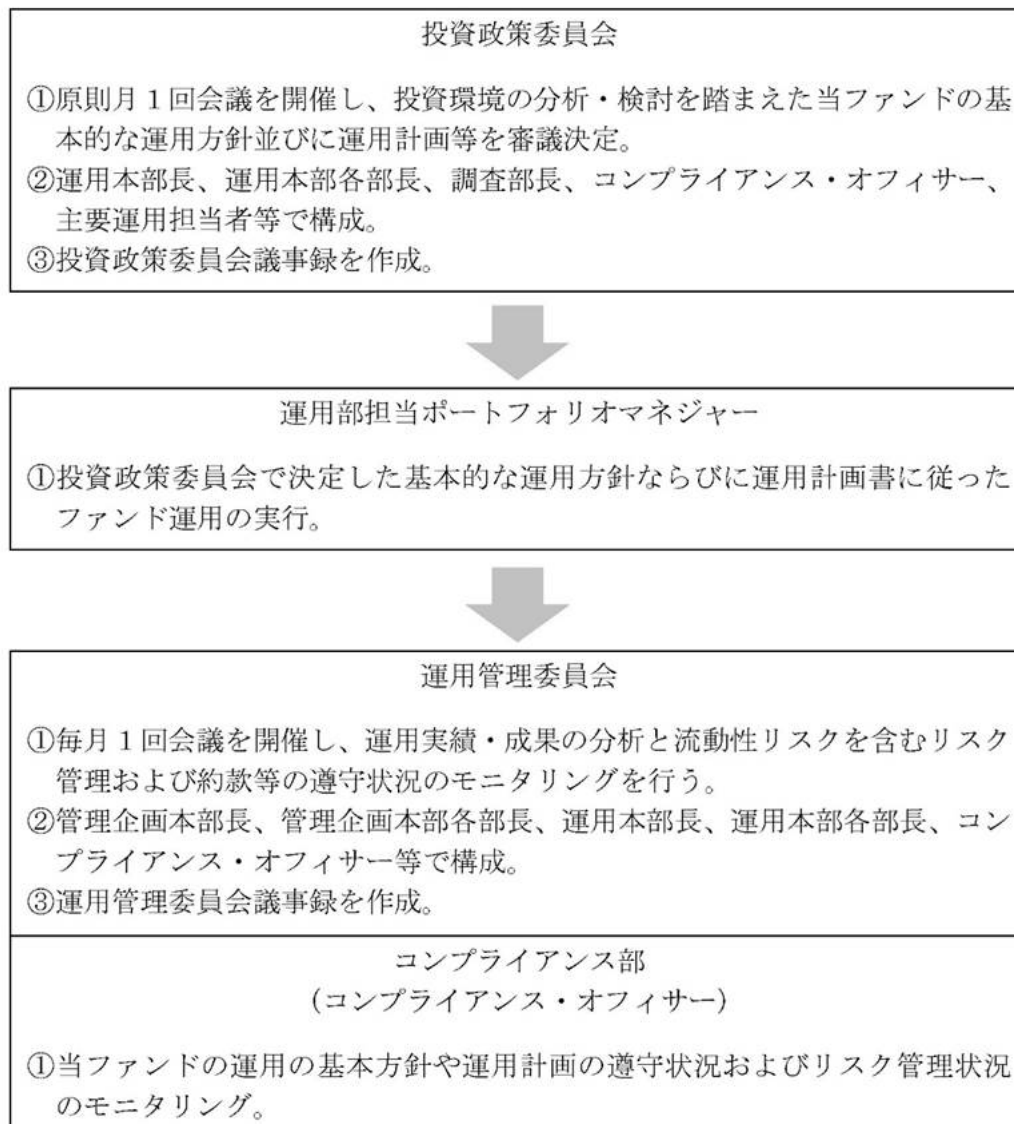 投資政策委員会
①原則月１回会議を開催し、投資環境の分析・検討を踏まえた当ファンドの基
本的な運用方針並びに運用計画等を審議決定。
②運用本部長、運用本部各部長、調査部長、コンプライアンス・オフィサー、
主要運用担当者等で構成。
③投資政策委員会議事録を作成。
運用部担当ポートフォリオマネジャー
①投資政策委員会で決定した基本的な運用方針ならびに運用計画書に従った
ファンド運用の実行。
運用管理委員会
①毎月１回会議を開催し、運用実績・成果の分析と流動性リスクを含むリスク
管理および約款等の遵守状況のモニタリングを行う。
②管理企画本部長、管理企画本部各部長、運用本部長、運用本部各部長、コン
プライアンス・オフィサー等で構成。
③運用管理委員会議事録を作成。
コンプライアンス部
（コンプライアンス・オフィサー）
①当ファンドの運用の基本方針や運用計画の遵守状況およびリスク管理状況
のモニタリング。